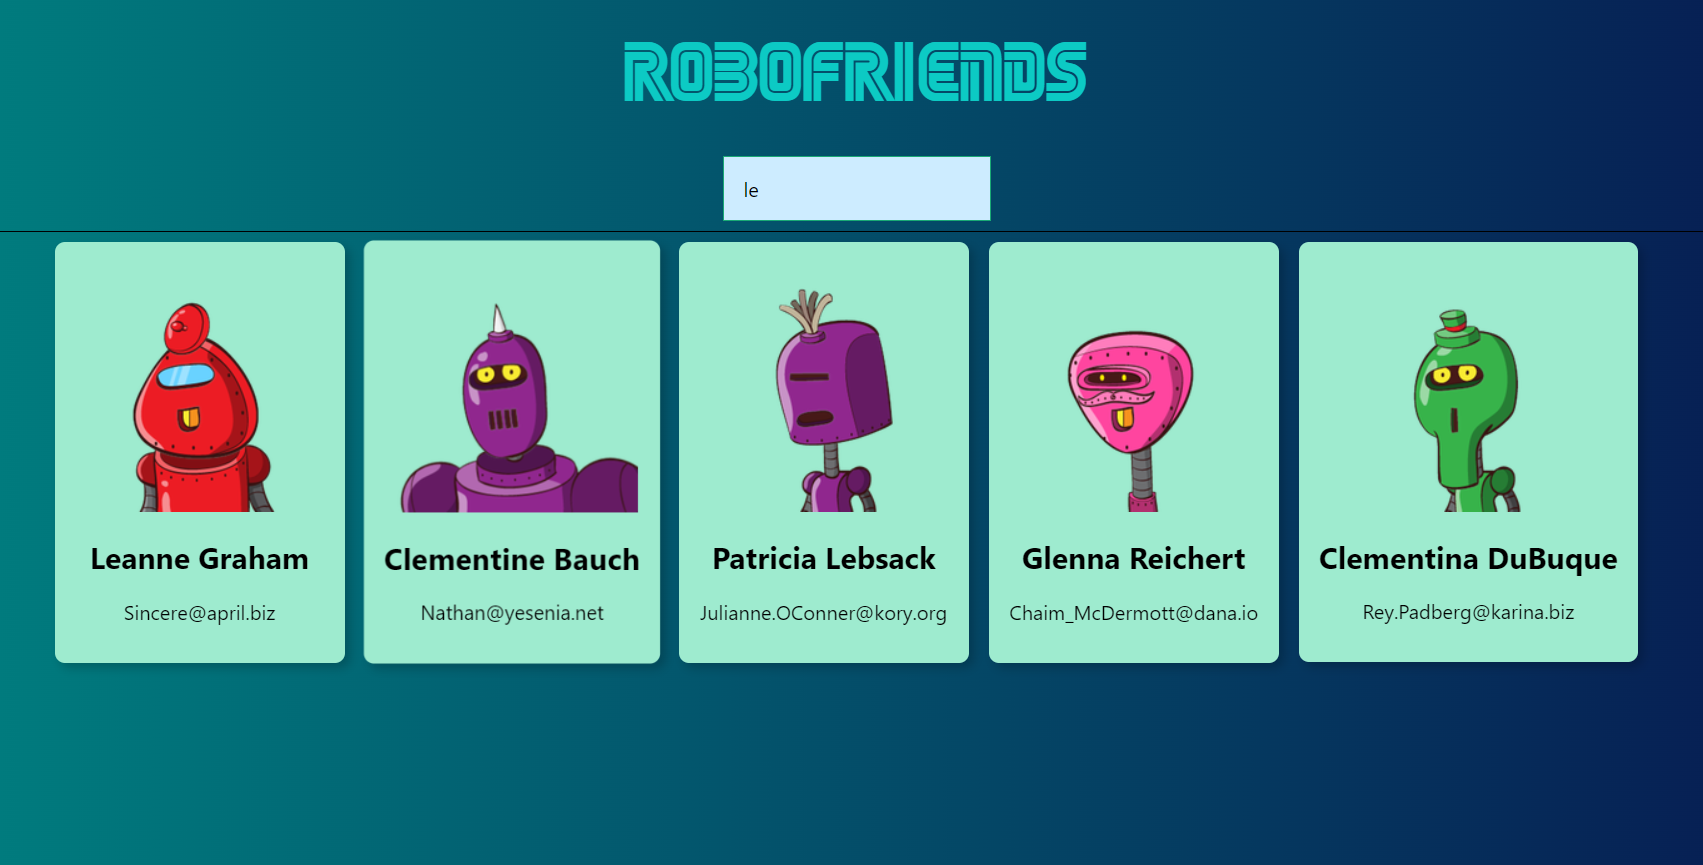 ROBOFRIENDS
le
Leanne Graham
Sincere@april.biz
Clementine Bauch
Nathan@yesenia.net
Patricia Lebsack
Julianne.OConner@kory.org
Glenna Reichert
Chaim_McDermott@dana.io
Clementina DuBuque
Rey.Padberg@karina.biz